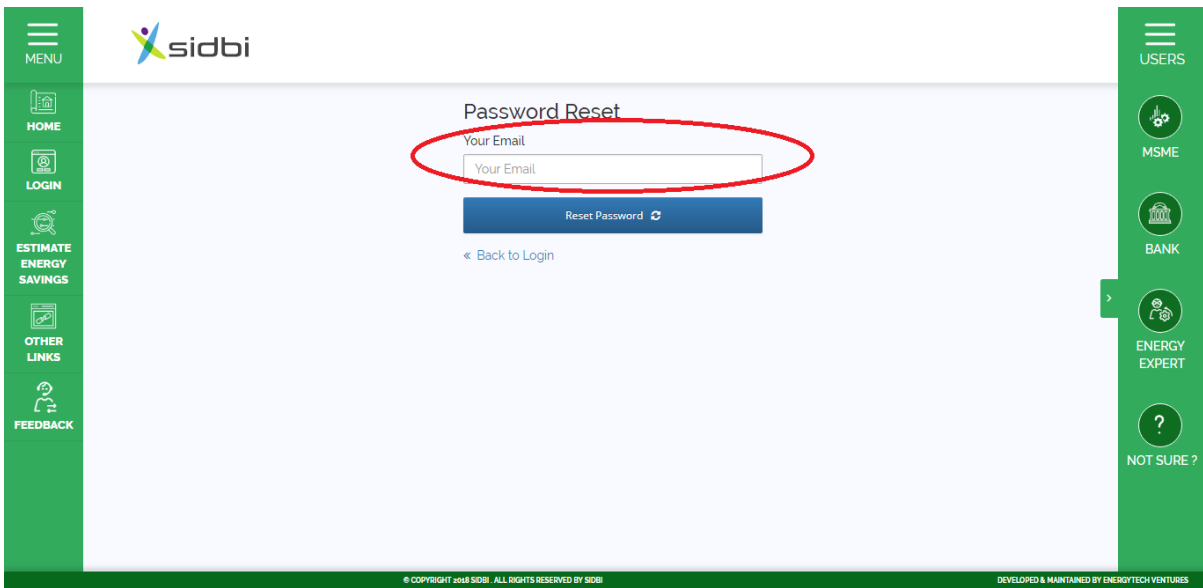 MENU
sidbi
USERS
HOME
LOGIN
ESTIMATE
ENERGY
SAVINGS
OTHER
LINKS
FEEDBACK
Password Reset
Your Email
Your Email
Reset Password
« Back to Login
MSME
BANK
ENERGY
EXPERT
?
NOT SURE ?
© COPYRIGHT 2018 SIDBI . ALL RIGHTS RESERVED BY SIDBI
DEVELOPED & MAINTAINED BY ENERGYTECH VENTURES